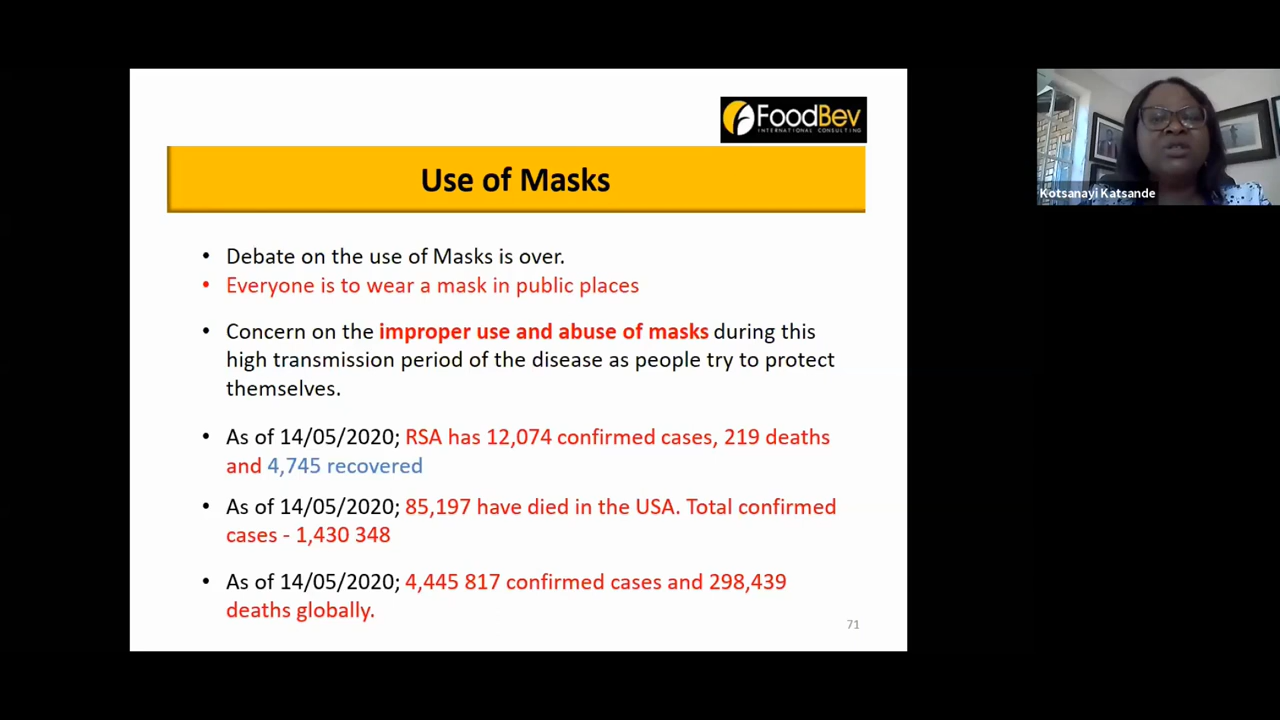 FoodBev
INTERNATIONAL CONSULTING
Use of Masks
Kotsanayi Katsande
• Debate on the use of Masks is over.
• Everyone is to wear a mask in public places
• Concern on the improper use and abuse of masks during this
high transmission period of the disease as people try to protect
themselves.
• As of 14/05/2020; RSA has 12,074 confirmed cases, 219 deaths
and 4,745 recovered
• As of 14/05/2020; 85,197 have died in the USA. Total confirmed
cases - 1,430 348
• As of 14/05/2020; 4,445 817 confirmed cases and 298,439
deaths globally.
71